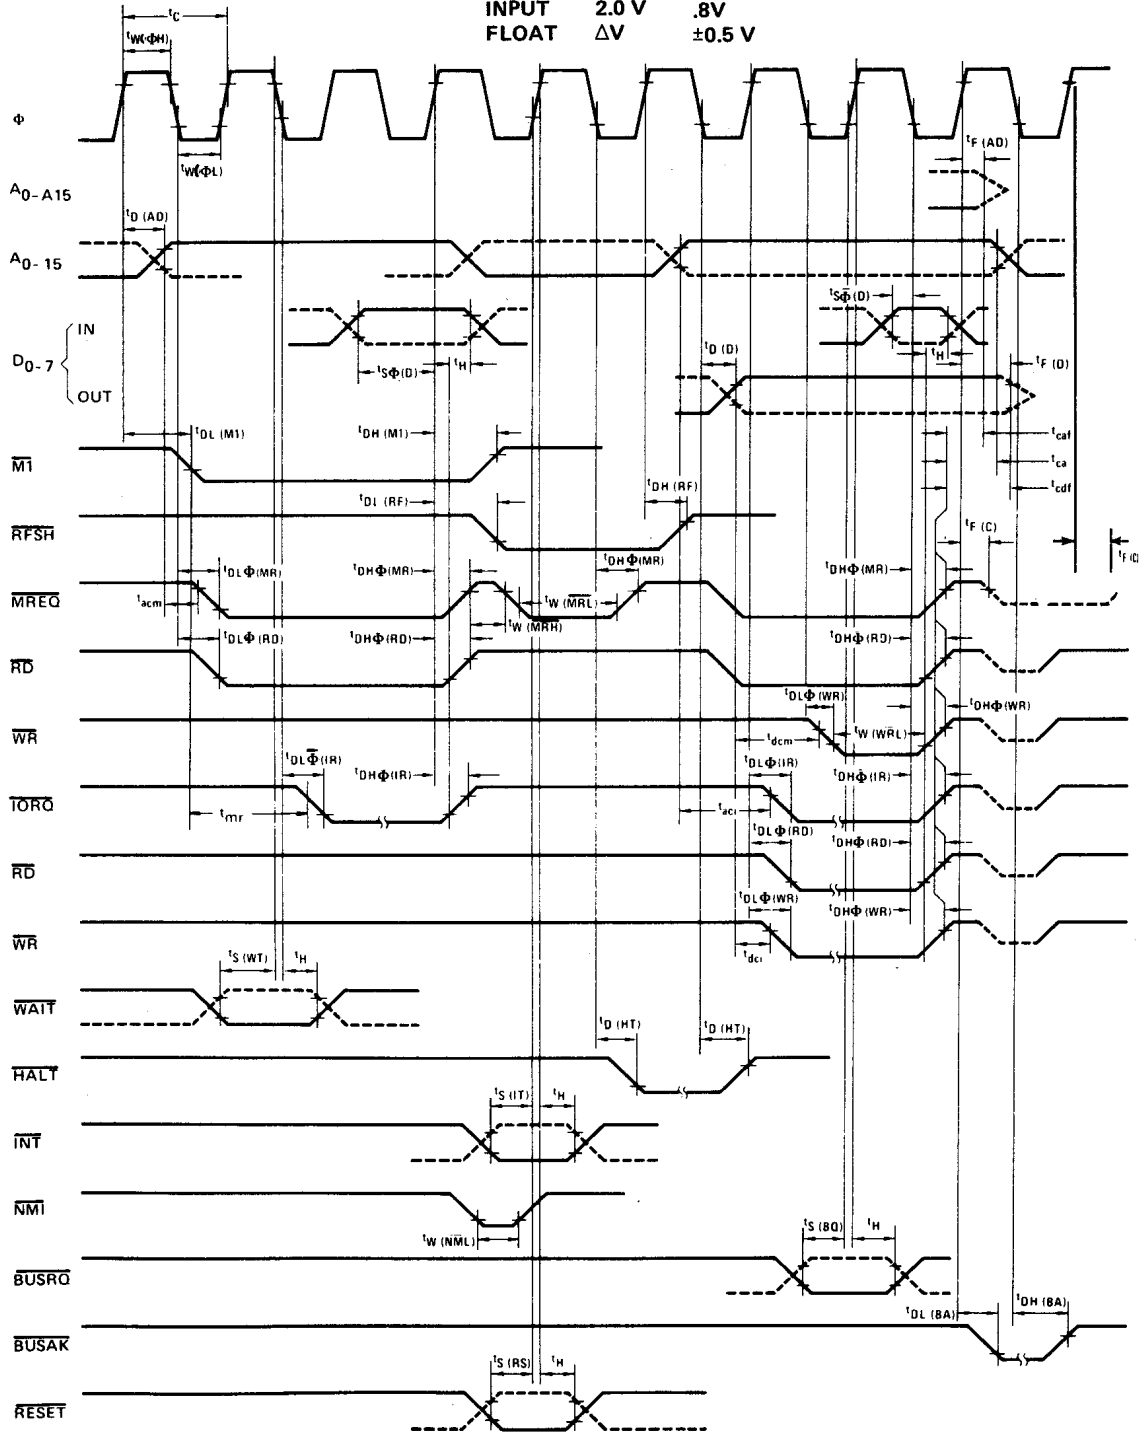 INPUT 2.0 V .8V
FLOAT ΔV ±0.5 V
tC
tW(ΦH)
Φ
tW(ΦL)
tF (AD)
A0-A15
tD (AD)
A0-15
tSΦ̄(D)
IN
D0-7
tH
tD (D)
tH
tF (D)
tSΦ(D)
OUT
tDL (M1)
tDH (M1)
tcaf
M1
tca
tDL (RF)
tDH (RF)
tcdf
RFSH
tF (C)
tDHΦ(MR)
tF (C)
tDLΦ̄(MR)
tDHΦ(MR)
tDHΦ̄(MR)
MREQ
tacm
tW (MRL)
tW (MRH)
tDLΦ̄(RD)
tDHΦ(RD)
tDHΦ̄(RD)
RD
tDLΦ(WR)
tDHΦ(WR)
WR
tdcm
tW (WRL)
tDLΦ̄(IR)
tDHΦ(IR)
tDLΦ(IR)
tDHΦ̄(IR)
IORQ
tmr
taci
tDLΦ(RD)
tDHΦ(RD)
RD
tDLΦ(WR)
tDHΦ(WR)
WR
tdci
tS (WT)
tH
WAIT
tD (HT)
tD (HT)
HALT
tS (IT)
tH
INT
NMI
tW (NML)
tS (BQ)
tH
BUSRQ
tDL (BA)
tDH (BA)
BUSAK
tS (RS)
tH
RESET